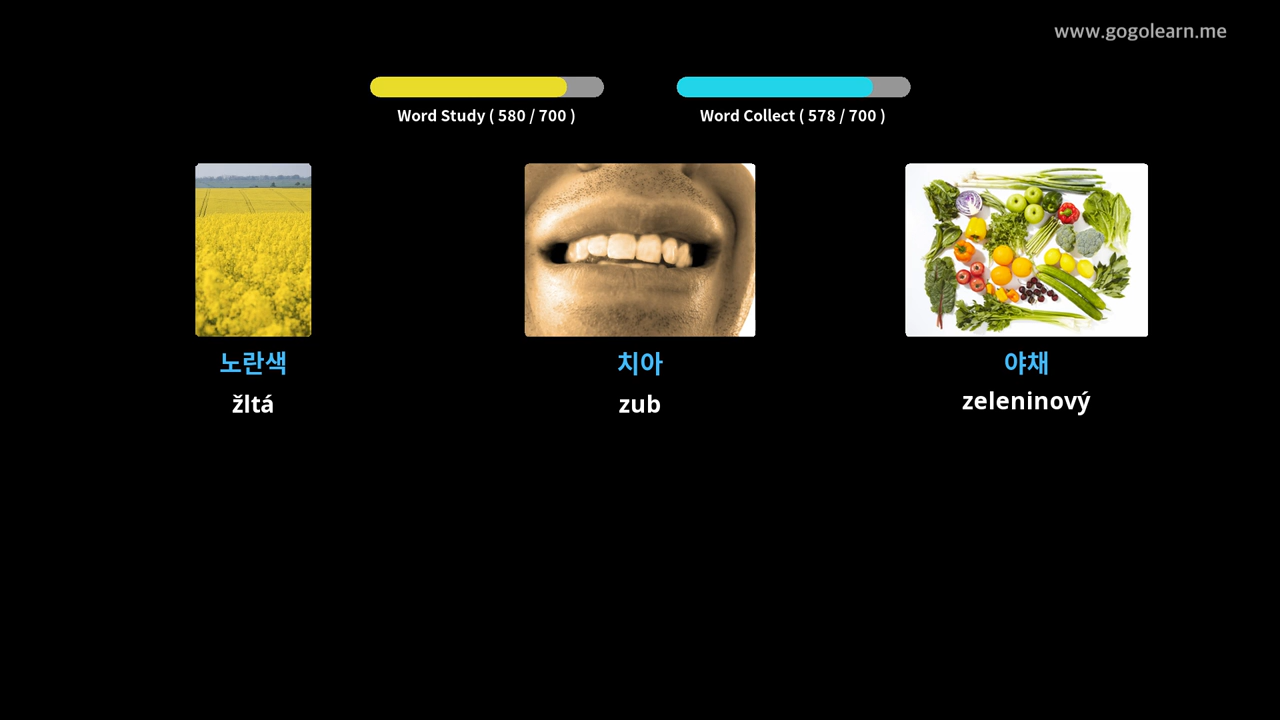 www.gogolearn.me
Word Study ( 580 / 700 )
Word Collect ( 578 / 700 )
노란색
치아
야채
žltá
zub
zeleninový